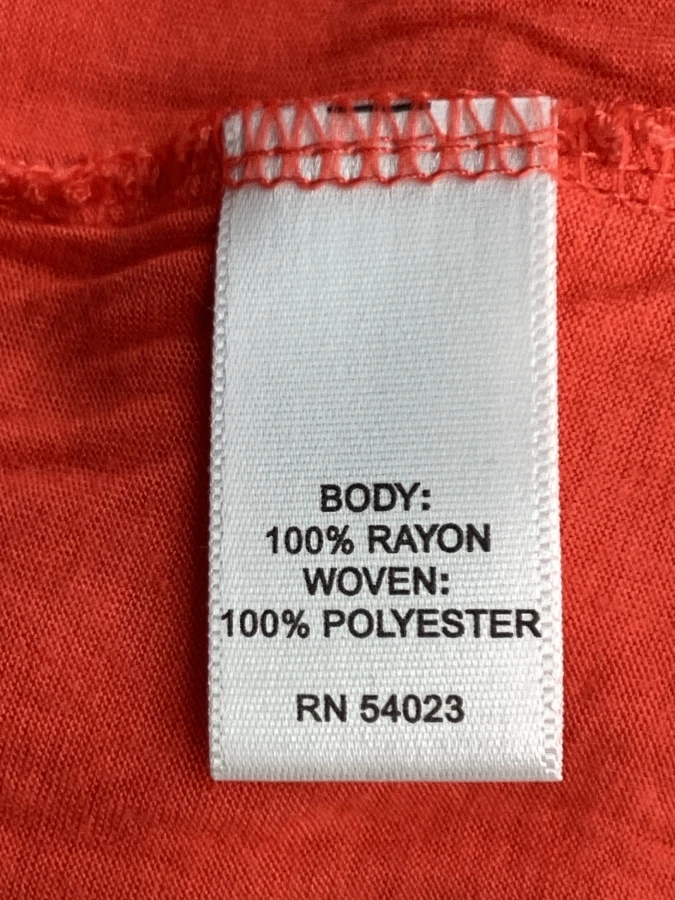 BODY:
100% RAYON
WOVEN:
100% POLYESTER
RN 54023